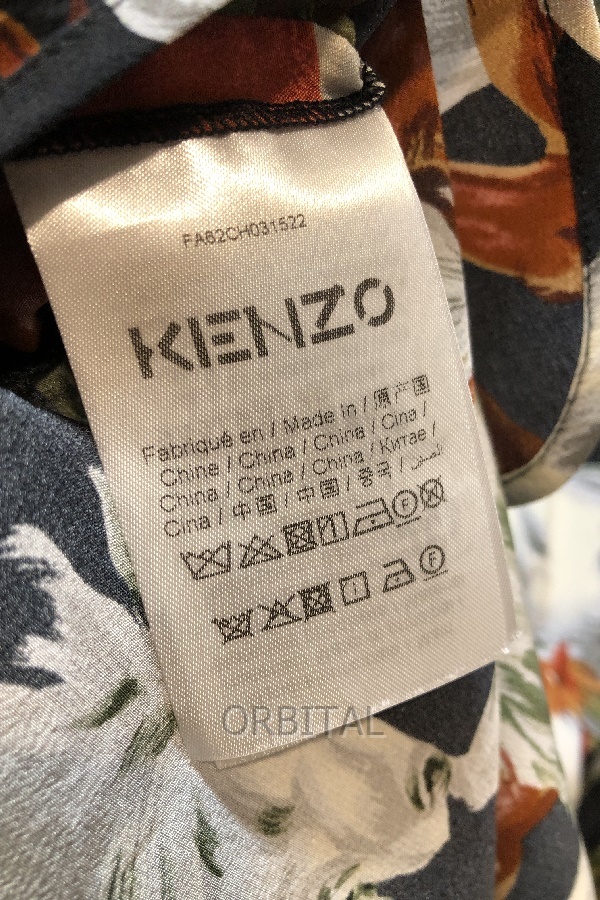 FA62CH031522
KENZO
Fabriqué en / Made In / 原产国
Chine / China / China / Cina /
China / China / China / Китае /
Cina / 中国 / 中国 / 중국 / الصين
ORBITAL